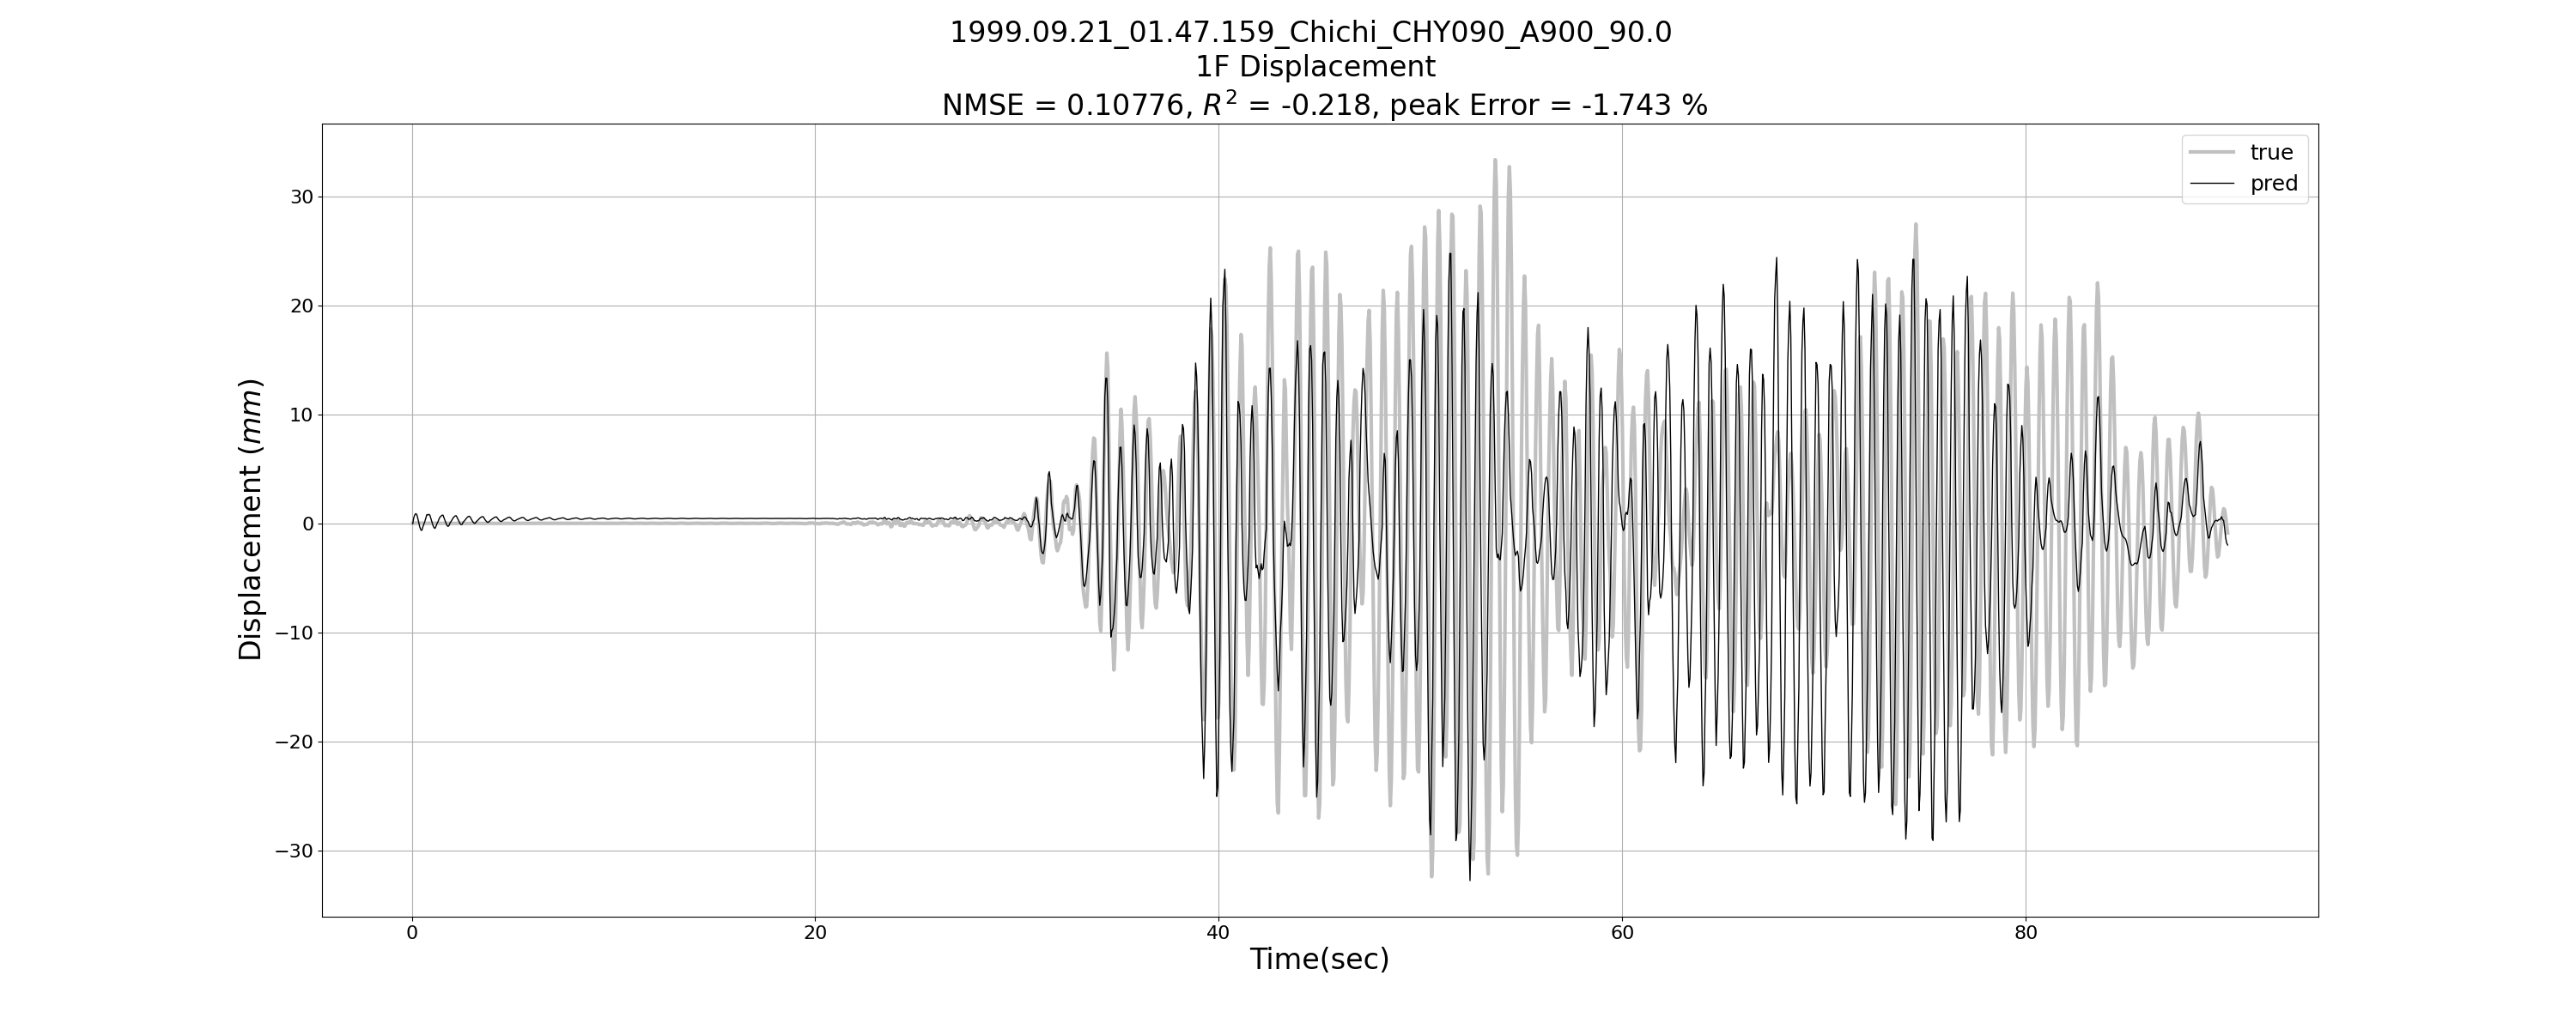 1999.09.21_01.47.159_Chichi_CHY090_A900_90.0
1F Displacement
NMSE = 0.10776, R² = -0.218, peak Error = -1.743 %
true
pred
30
20
10
0
−10
−20
−30
Displacement (mm)
0 20 40 60 80
Time(sec)